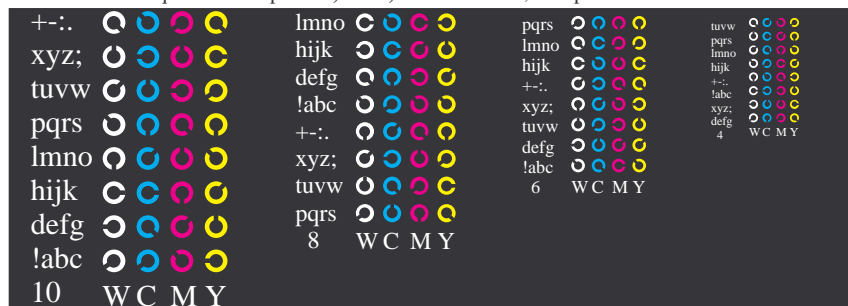 +-:.
xyz;
tuvw
pqrs
lmno
hijk
defg
!abc
10 W C M Y
lmno
hijk
defg
!abc
+-:.
xyz;
tuvw
pqrs
8 W C M Y
pqrs
lmno
hijk
+-:.
xyz;
tuvw
defg
!abc
6 W C M Y
tuvw
pqrs
lmno
hijk
+-:.
!abc
xyz;
defg
4 W C M Y